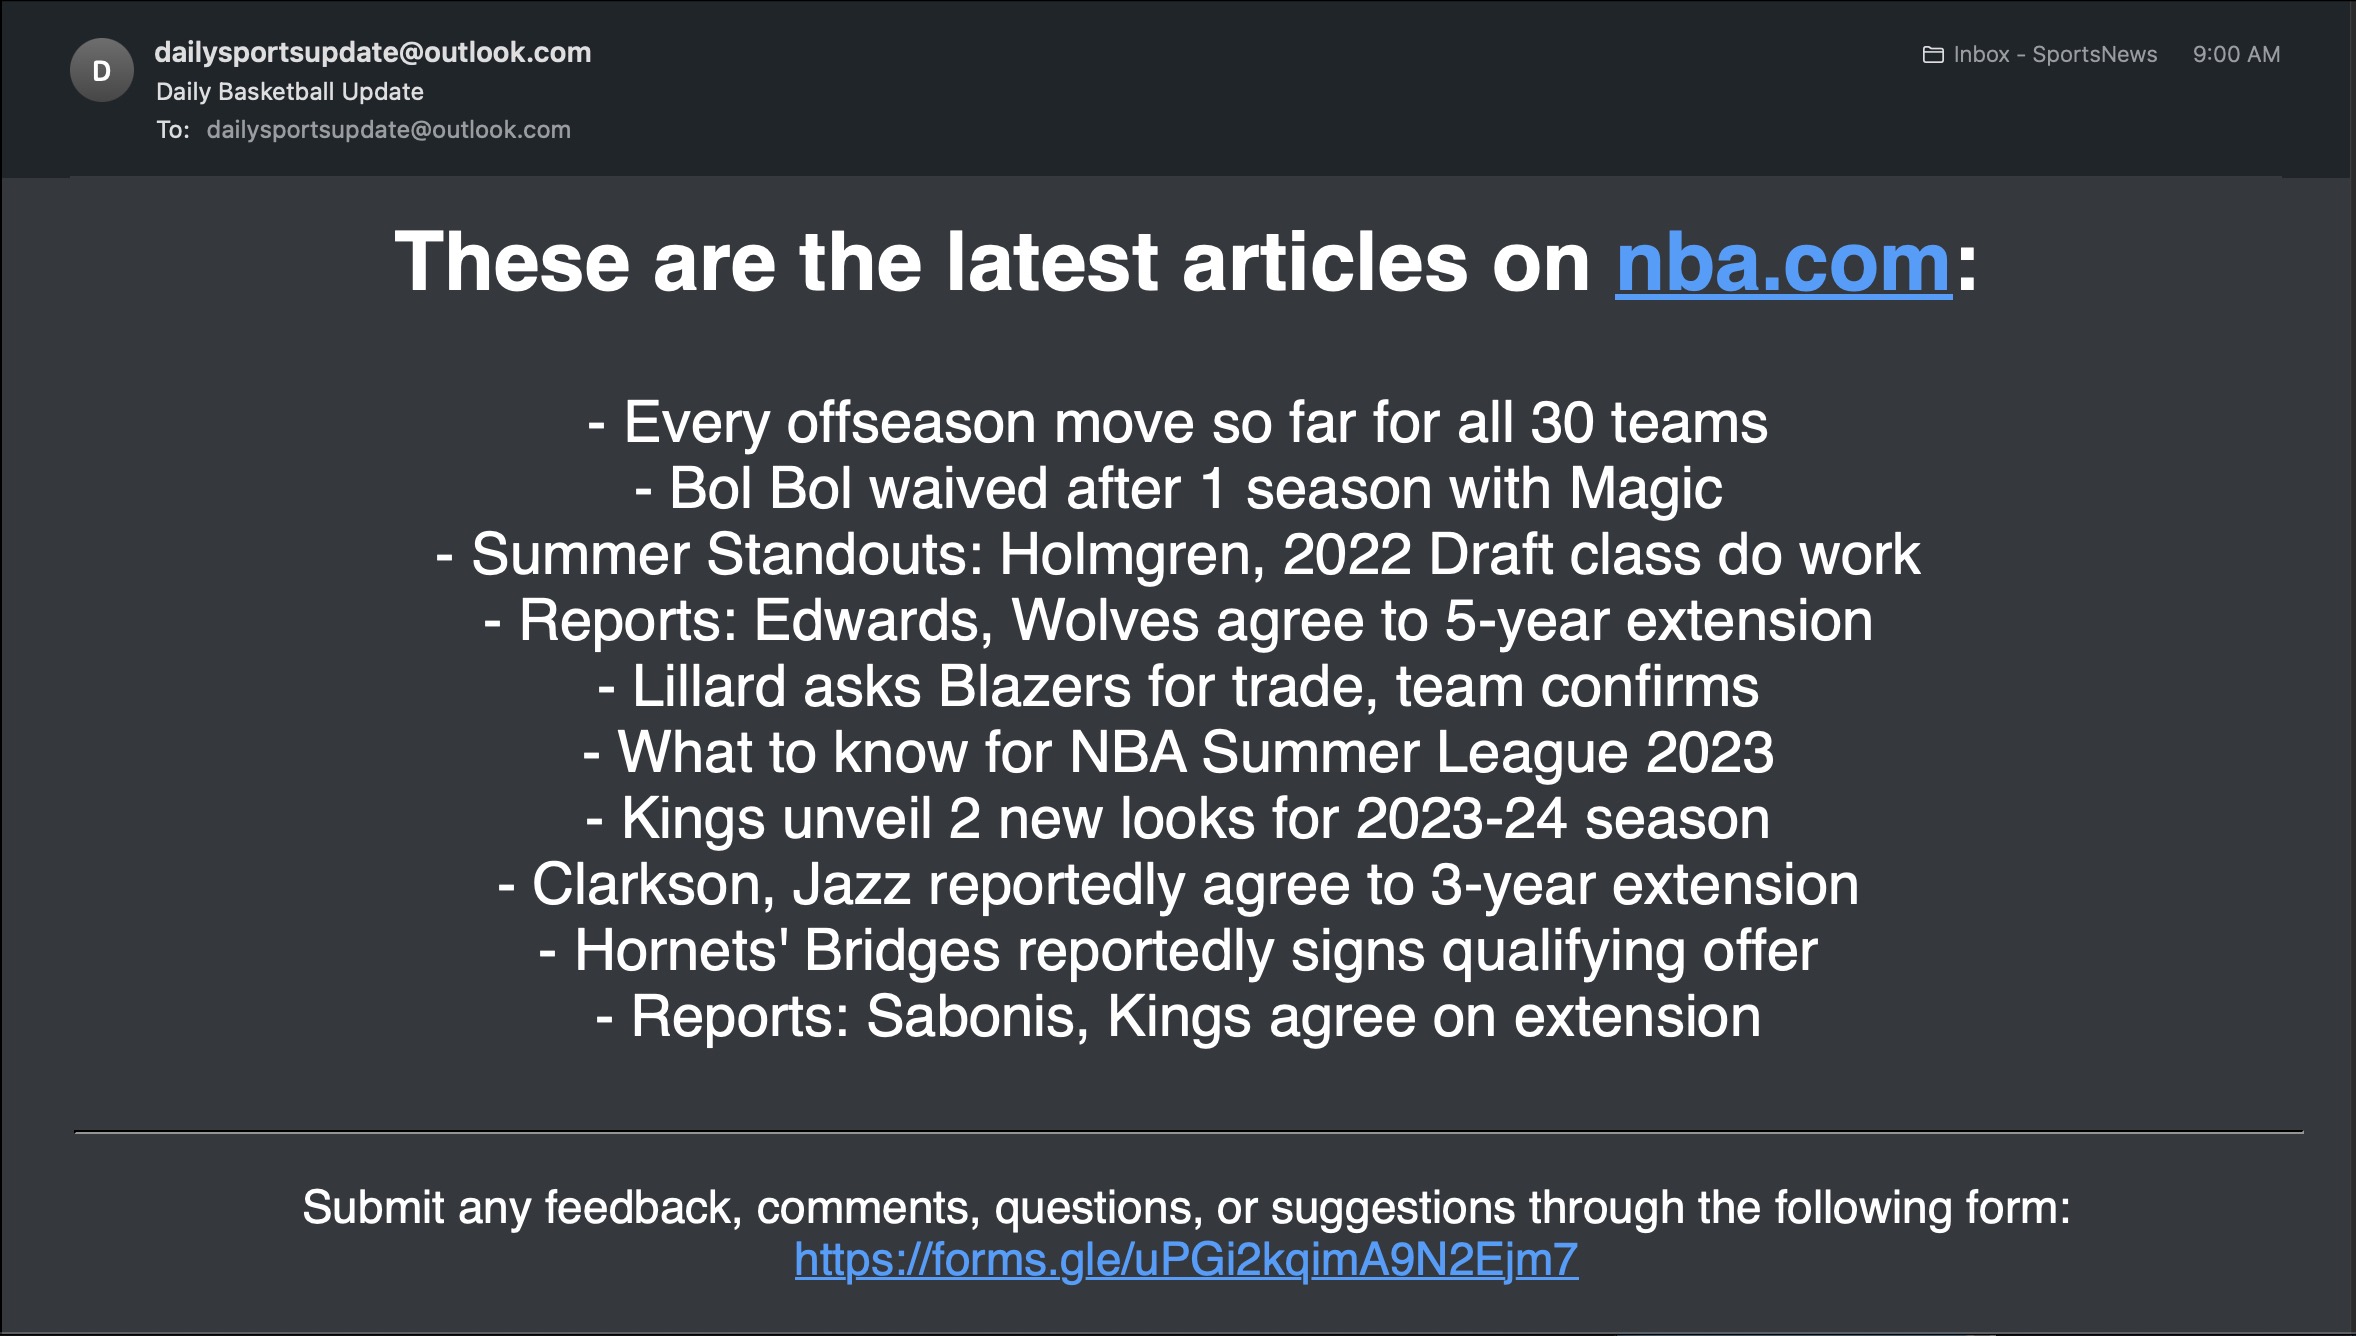 D
dailysportsupdate@outlook.com
Inbox - SportsNews 9:00 AM
Daily Basketball Update
To: dailysportsupdate@outlook.com
These are the latest articles on nba.com:
- Every offseason move so far for all 30 teams
- Bol Bol waived after 1 season with Magic
- Summer Standouts: Holmgren, 2022 Draft class do work
- Reports: Edwards, Wolves agree to 5-year extension
- Lillard asks Blazers for trade, team confirms
- What to know for NBA Summer League 2023
- Kings unveil 2 new looks for 2023-24 season
- Clarkson, Jazz reportedly agree to 3-year extension
- Hornets' Bridges reportedly signs qualifying offer
- Reports: Sabonis, Kings agree on extension
Submit any feedback, comments, questions, or suggestions through the following form:
https://forms.gle/uPGi2kqimA9N2Ejm7